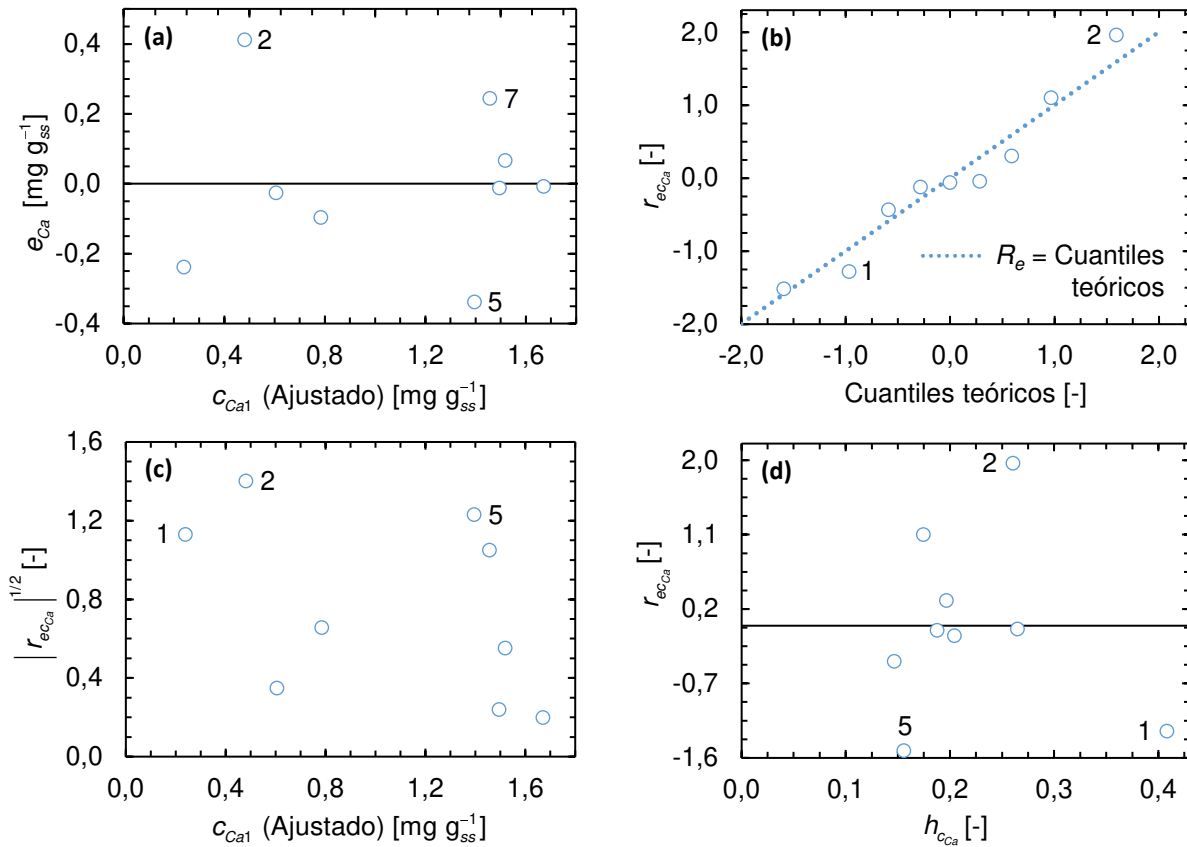 (a)
0,4
0,2
0,0
-0,2
-0,4
e_Ca [mg g_ss^−1]
2
7
5
0,0 0,4 0,8 1,2 1,6
c_Ca1 (Ajustado) [mg g_ss^−1]
(b)
2,0
1,0
0,0
-1,0
-2,0
r_ec_Ca [-]
2
1
R_e = Cuantiles
teóricos
-2,0 -1,0 0,0 1,0 2,0
Cuantiles teóricos [-]
(c)
1,6
1,2
0,8
0,4
0,0
|r_ec_Ca|^1/2 [-]
2
1
5
0,0 0,4 0,8 1,2 1,6
c_Ca1 (Ajustado) [mg g_ss^−1]
(d)
2,0
1,1
0,2
-0,7
-1,6
r_ec_Ca [-]
2
5
1
0,0 0,1 0,2 0,3 0,4
h_c_Ca [-]